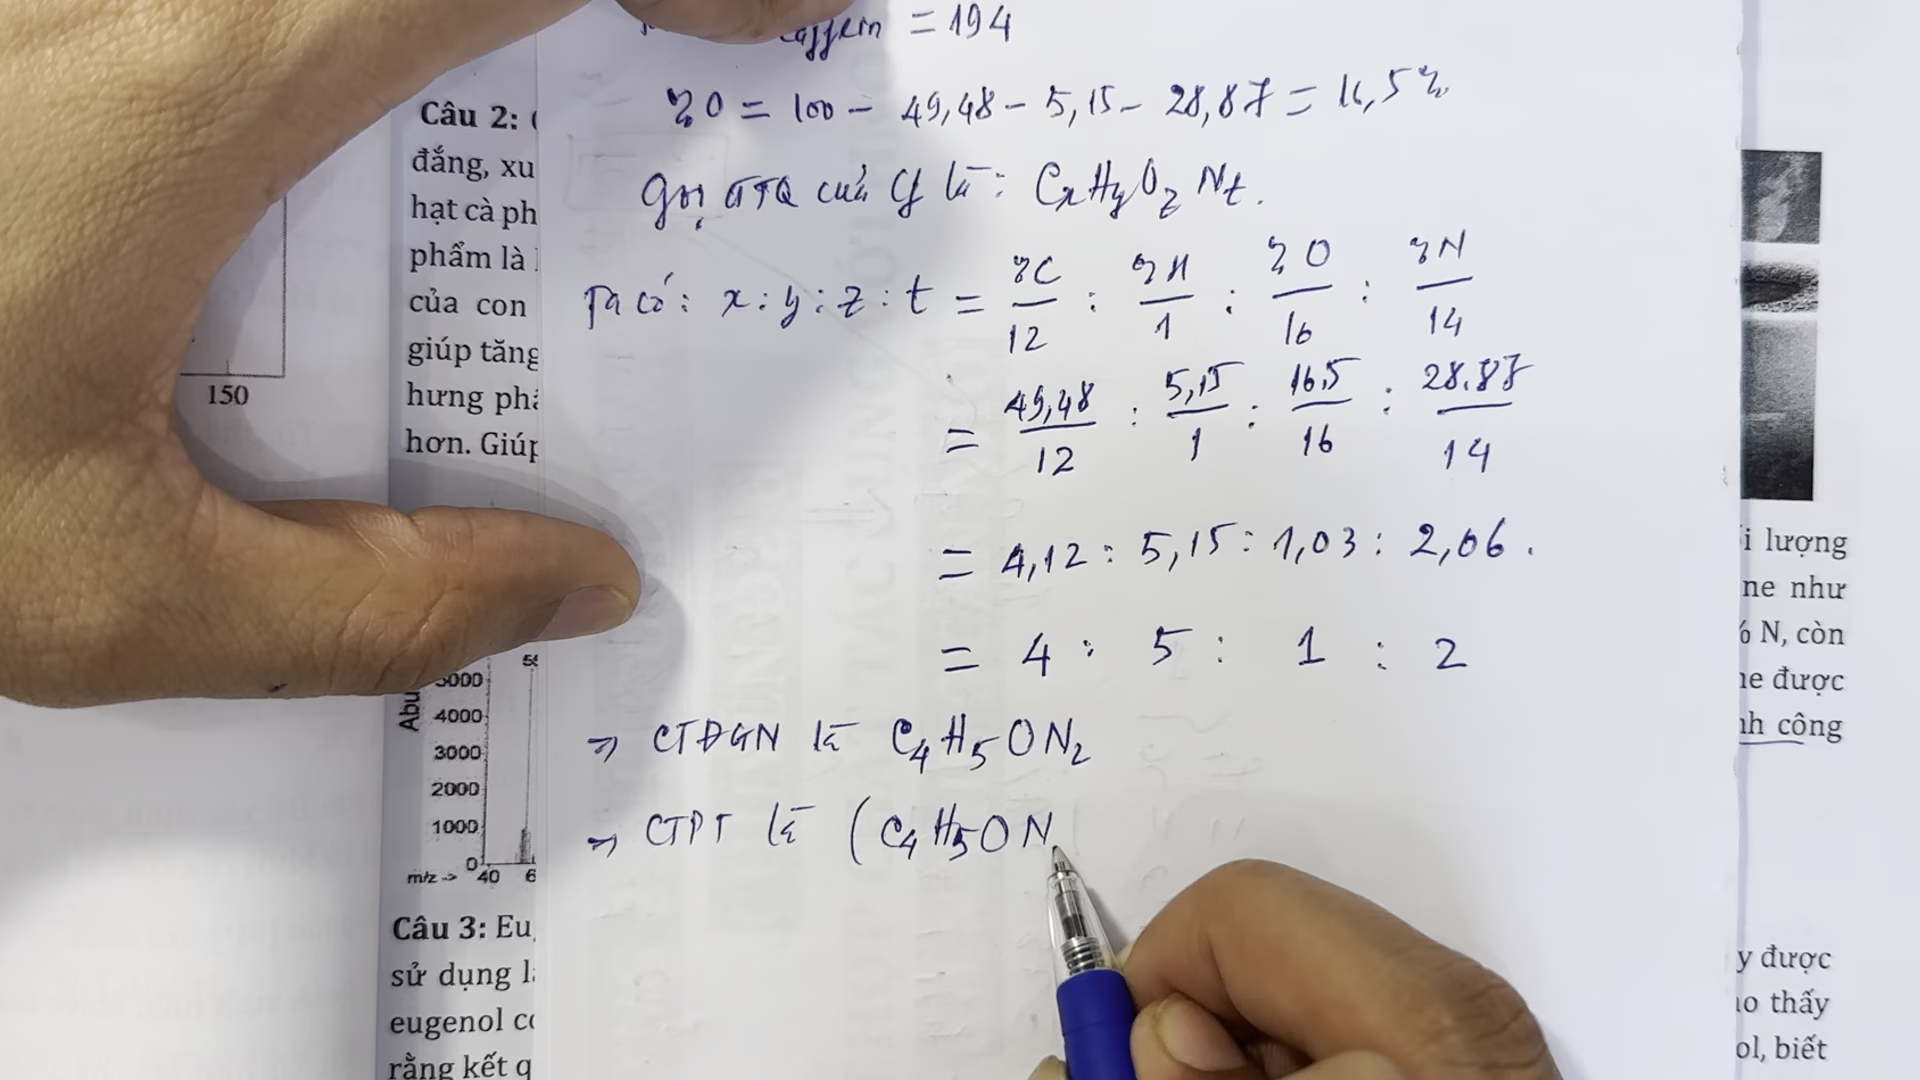 caffein = 194
%O = 100 - 49,48 - 5,15 - 28,87 = 16,5%
Gọi CTTQ của Cf là: CxHyOzNt.
Ta có: x : y : z : t = %C/12 : %H/1 : %O/16 : %N/14
= 49,48/12 : 5,15/1 : 16,5/16 : 28,87/14
= 4,12 : 5,15 : 1,03 : 2,06.
= 4 : 5 : 1 : 2
=> CTĐGN là C4H5ON2
=> CTPT là (C4H5ON
150
Câu 2:
đắng, xu
hạt cà ph
phẩm là
của con
giúp tăng
hưng phấ
hơn. Giúp
Abu
5000
4000
3000
2000
1000
0
m/z -> 40 6
Câu 3: Eu
sử dụng l
eugenol c
rằng kết q
i lượng
ne như
% N, còn
ne được
nh công
y được
ho thấy
ol, biết